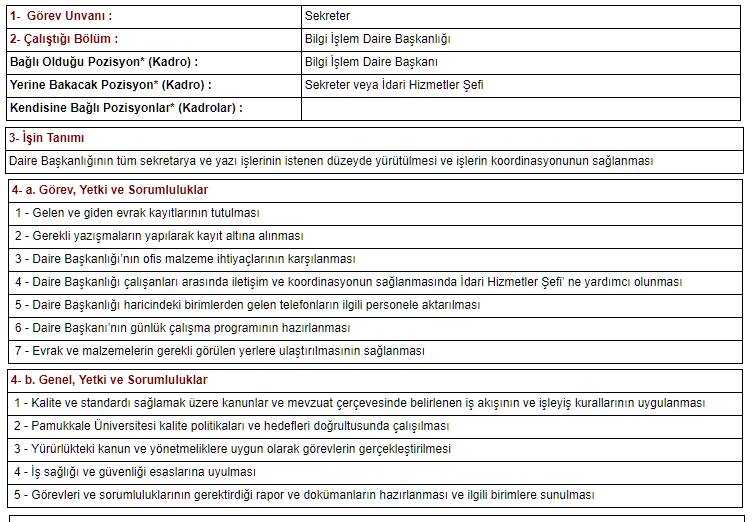 1- Görev Unvanı : Sekreter
2- Çalıştığı Bölüm : Bilgi İşlem Daire Başkanlığı
Bağlı Olduğu Pozisyon* (Kadro) : Bilgi İşlem Daire Başkanı
Yerine Bakacak Pozisyon* (Kadro) : Sekreter veya İdari Hizmetler Şefi
Kendisine Bağlı Pozisyonlar* (Kadrolar) :
3- İşin Tanımı
Daire Başkanlığının tüm sekretarya ve yazı işlerinin istenen düzeyde yürütülmesi ve işlerin koordinasyonunun sağlanması
4- a. Görev, Yetki ve Sorumluluklar
1 - Gelen ve giden evrak kayıtlarının tutulması
2 - Gerekli yazışmaların yapılarak kayıt altına alınması
3 - Daire Başkanlığı’nın ofis malzeme ihtiyaçlarının karşılanması
4 - Daire Başkanlığı çalışanları arasında iletişim ve koordinasyonun sağlanmasında İdari Hizmetler Şefi’ ne yardımcı olunması
5 - Daire Başkanlığı haricindeki birimlerden gelen telefonların ilgili personele aktarılması
6 - Daire Başkanı’nın günlük çalışma programının hazırlanması
7 - Evrak ve malzemelerin gerekli görülen yerlere ulaştırılmasının sağlanması
4- b. Genel, Yetki ve Sorumluluklar
1 - Kalite ve standardı sağlamak üzere kanunlar ve mevzuat çerçevesinde belirlenen iş akışının ve işleyiş kurallarının uygulanması
2 - Pamukkale Üniversitesi kalite politikaları ve hedefleri doğrultusunda çalışılması
3 - Yürürlükteki kanun ve yönetmeliklere uygun olarak görevlerin gerçekleştirilmesi
4 - İş sağlığı ve güvenliği esaslarına uyulması
5 - Görevleri ve sorumluluklarının gerektirdiği rapor ve dokümanların hazırlanması ve ilgili birimlere sunulması